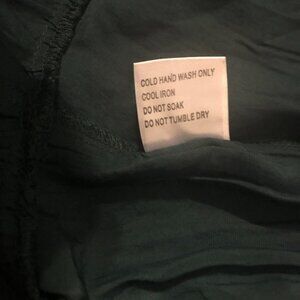 COLD HAND WASH ONLY
COOL IRON
DO NOT SOAK
DO NOT TUMBLE DRY